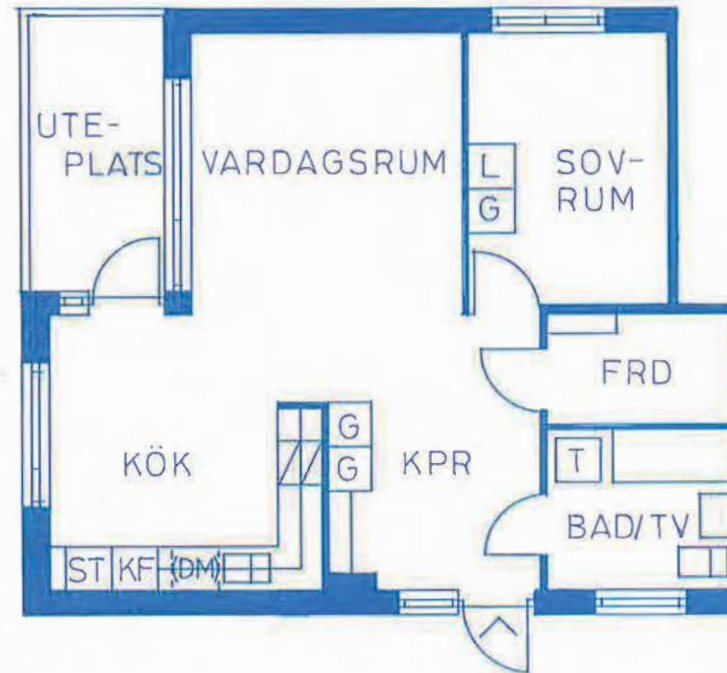 UTE-
PLATS
VARDAGSRUM
SOV-
RUM
L
G
FRD
KÖK
G
G
KPR
T
BAD/TV
ST
KF
(DM)